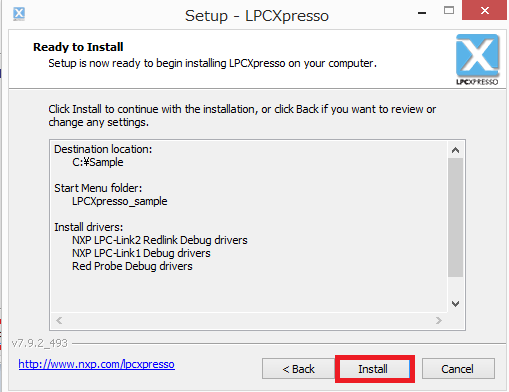 Setup - LPCXpresso
Ready to Install
Setup is now ready to begin installing LPCXpresso on your computer.
LPCXPRESSO
Click Install to continue with the installation, or click Back if you want to review or
change any settings.
Destination location:
C:¥Sample
Start Menu folder:
LPCXpresso_sample
Install drivers:
NXP LPC-Link2 Redlink Debug drivers
NXP LPC-Link1 Debug drivers
Red Probe Debug drivers
v7.9.2_493
http://www.nxp.com/lpcxpresso
< Back
Install
Cancel